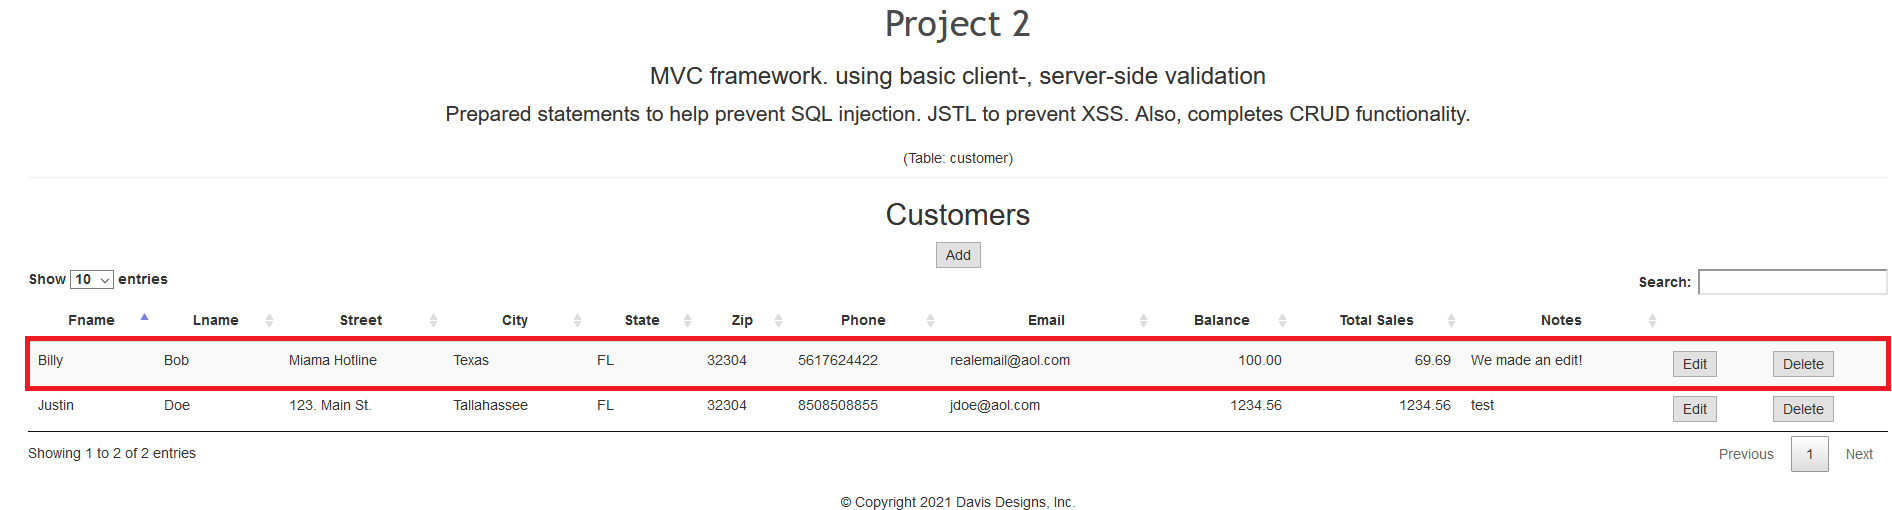 Project 2
MVC framework. using basic client-, server-side validation
Prepared statements to help prevent SQL injection. JSTL to prevent XSS. Also, completes CRUD functionality.
(Table: customer)
Customers
Add
Show 10 entries
Search:
Fname Lname Street City State Zip Phone Email Balance Total Sales Notes
Billy Bob Miama Hotline Texas FL 32304 5617624422 realemail@aol.com 100.00 69.69 We made an edit! Edit Delete
Justin Doe 123. Main St. Tallahassee FL 32304 8508508855 jdoe@aol.com 1234.56 1234.56 test Edit Delete
Showing 1 to 2 of 2 entries
Previous 1 Next
© Copyright 2021 Davis Designs, Inc.